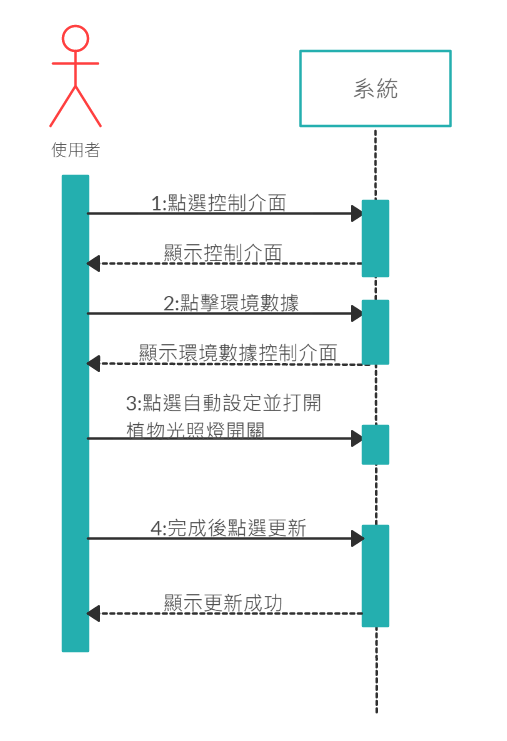 系統
使用者
1:點選控制介面
顯示控制介面
2:點擊環境數據
顯示環境數據控制介面
3:點選自動設定並打開
植物光照燈開關
4:完成後點選更新
顯示更新成功